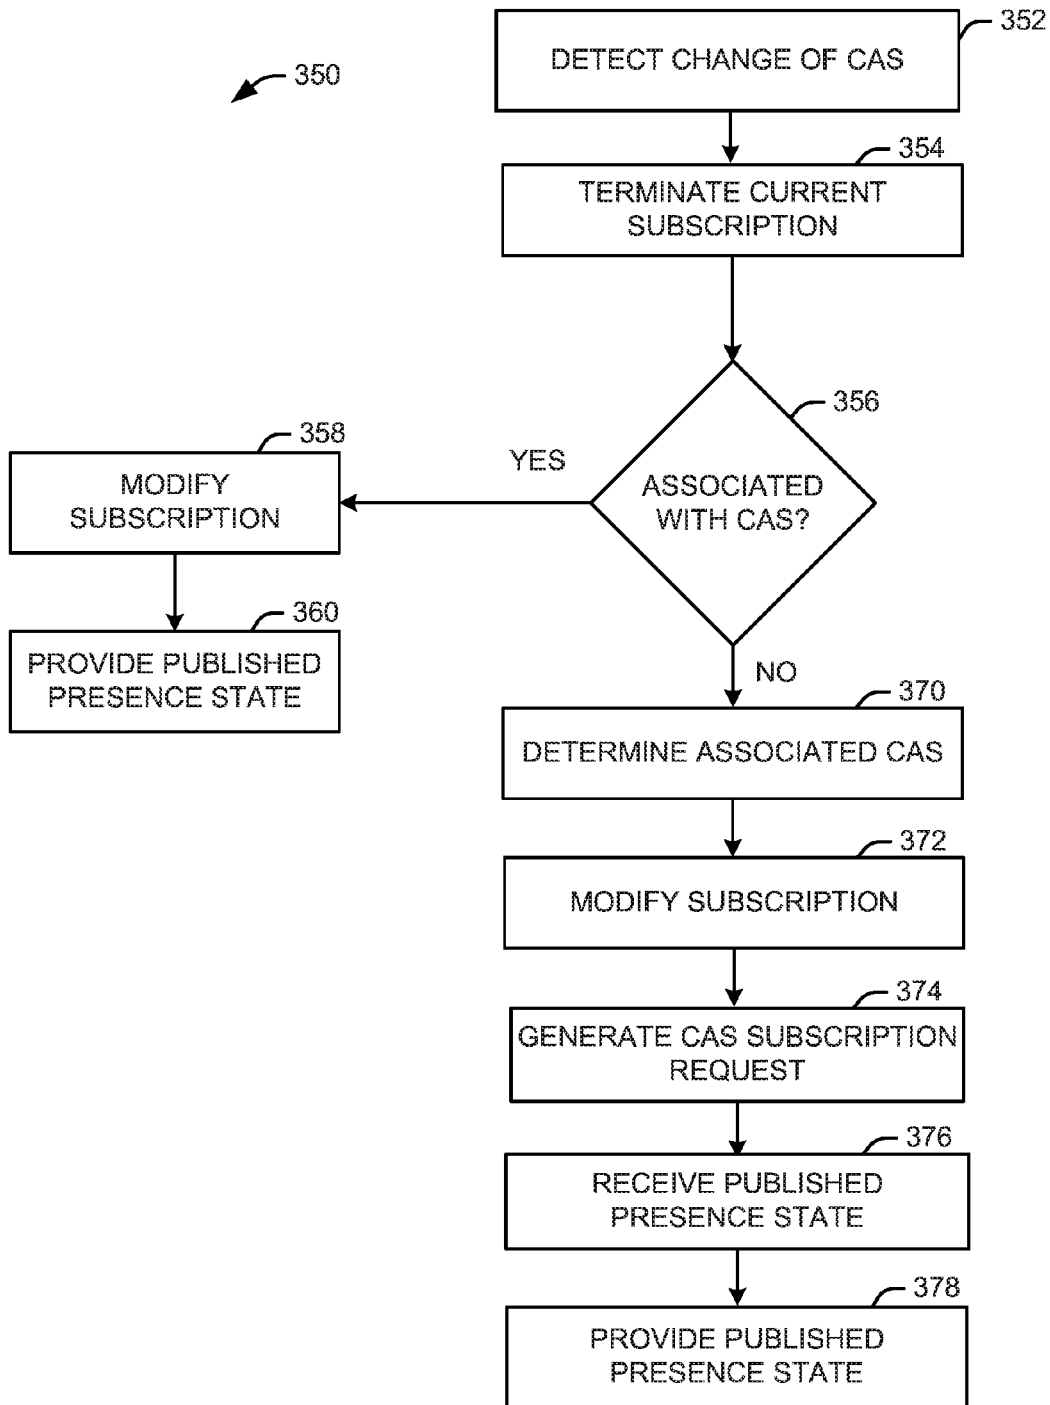 352
DETECT CHANGE OF CAS
350
354
TERMINATE CURRENT
SUBSCRIPTION
356
ASSOCIATED
WITH CAS?
YES
358
MODIFY
SUBSCRIPTION
360
PROVIDE PUBLISHED
PRESENCE STATE
NO
370
DETERMINE ASSOCIATED CAS
372
MODIFY SUBSCRIPTION
374
GENERATE CAS SUBSCRIPTION
REQUEST
376
RECEIVE PUBLISHED
PRESENCE STATE
378
PROVIDE PUBLISHED
PRESENCE STATE